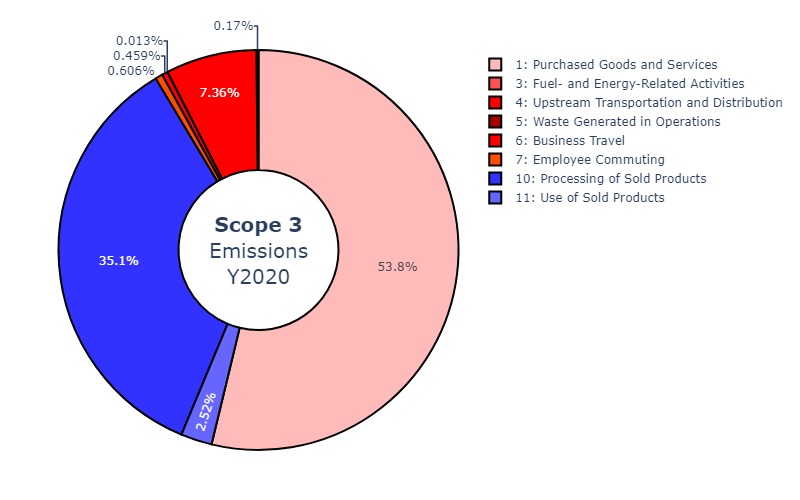 0.17%
0.013%
0.459%
0.606%
7.36%
35.1%
53.8%
2.52%
Scope 3
Emissions
Y2020
1: Purchased Goods and Services
3: Fuel- and Energy-Related Activities
4: Upstream Transportation and Distribution
5: Waste Generated in Operations
6: Business Travel
7: Employee Commuting
10: Processing of Sold Products
11: Use of Sold Products